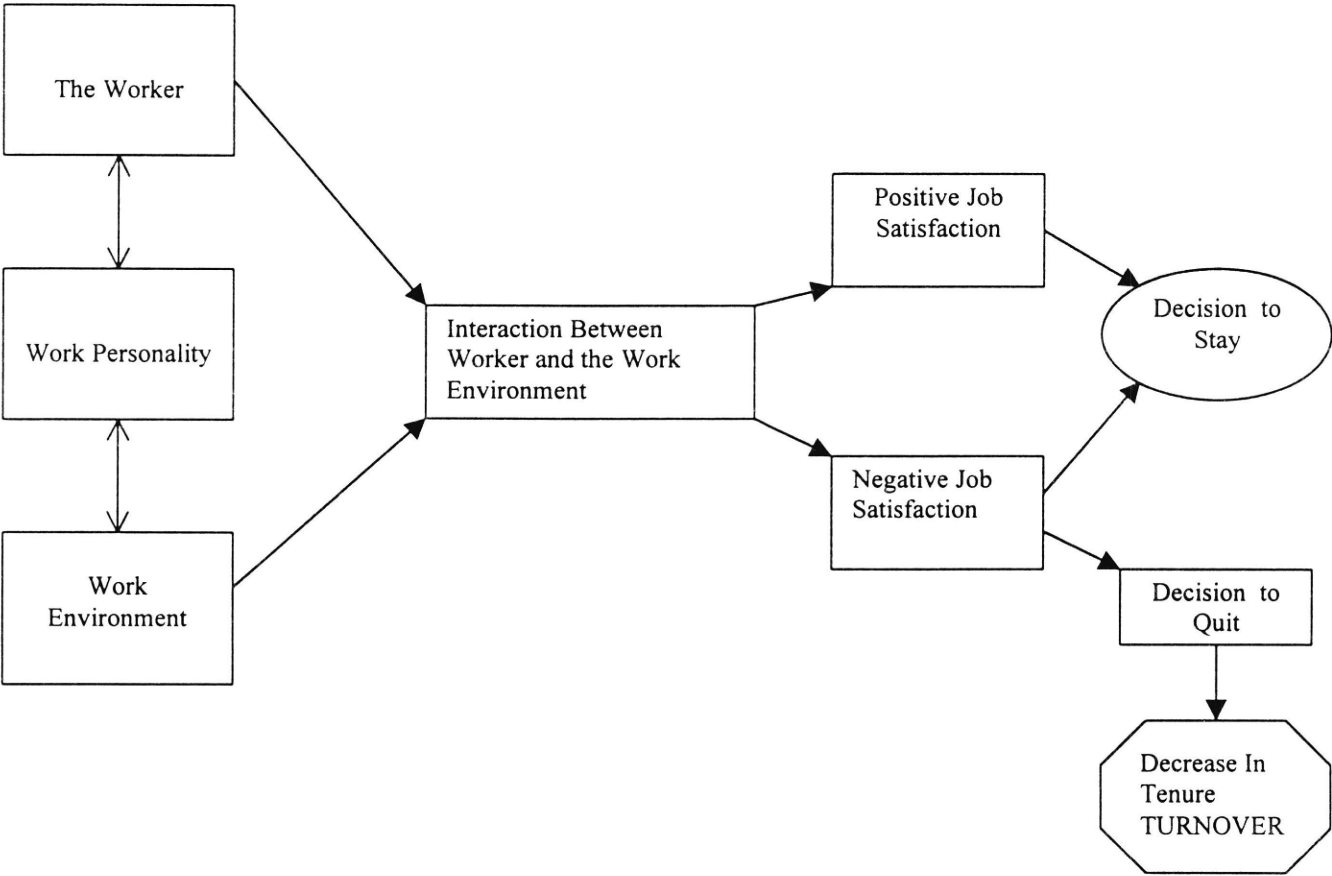 The Worker
Work Personality
Work
Environment
Interaction Between
Worker and the Work
Environment
Positive Job
Satisfaction
Negative Job
Satisfaction
Decision to
Stay
Decision to
Quit
Decrease In
Tenure
TURNOVER